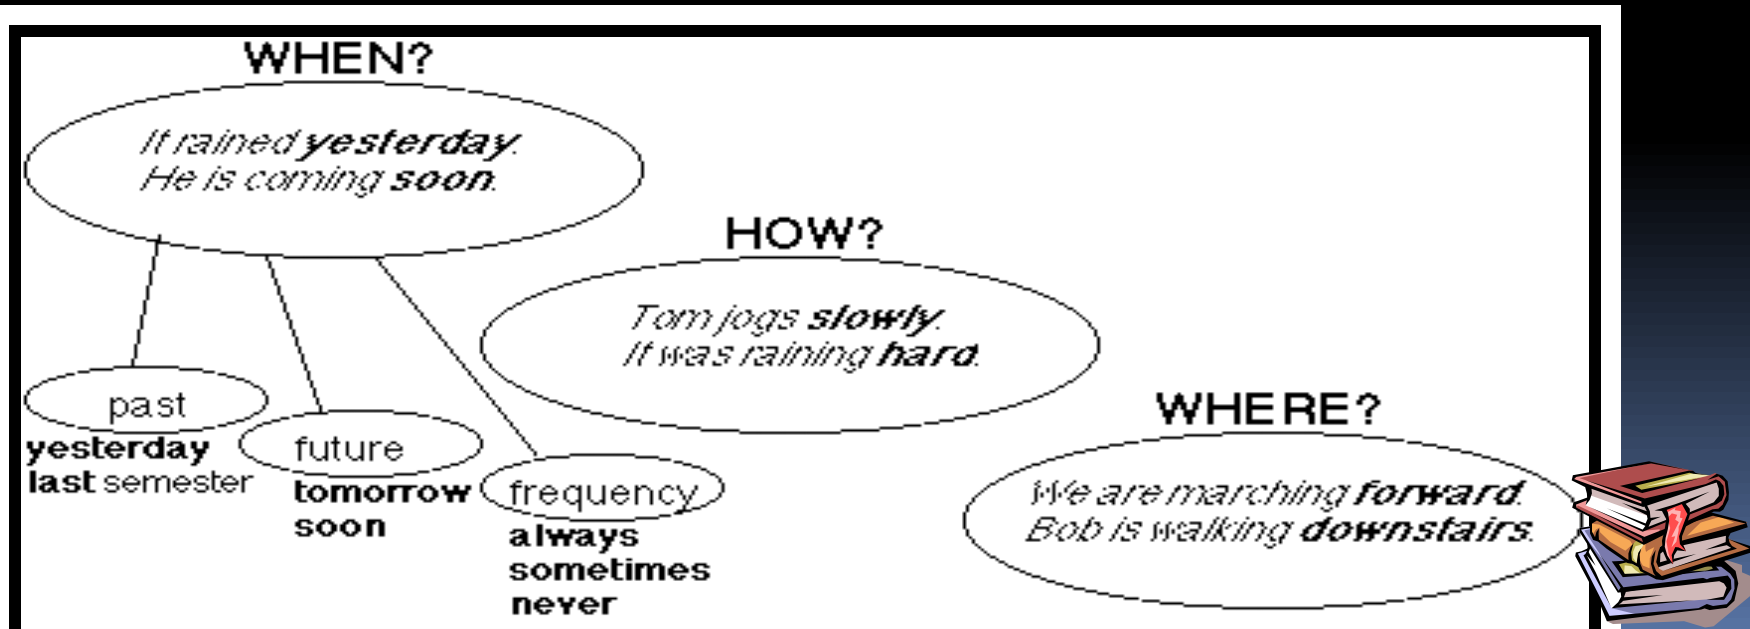 WHEN?
It rained yesterday.
He is coming soon.
HOW?
Tom jogs slowly.
It was raining hard.
WHERE?
We are marching forward.
Bob is walking downstairs.
past
yesterday
last semester
future
tomorrow
soon
frequency
always
sometimes
never